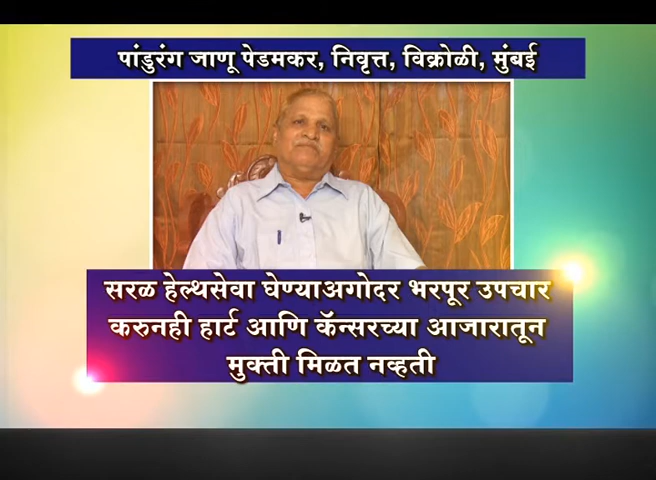 पांडुरंग जाणू पेडमकर, निवृत्त, विक्रोळी, मुंबई
सरळ हेल्थसेवा घेण्याअगोदर भरपूर उपचार
करुनही हार्ट आणि कॅन्सरच्या आजारातून
मुक्ती मिळत नव्हती